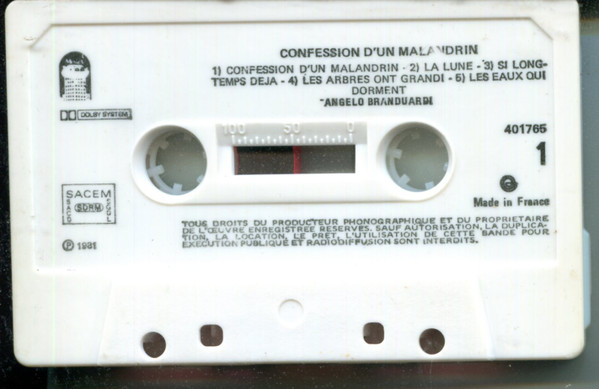 CONFESSION D'UN MALANDRIN
1) CONFESSION D'UN MALANDRIN - 2) LA LUNE - 3) SI LONG-
TEMPS DEJA - 4) LES ARBRES ONT GRANDI - 5) LES EAUX QUI
DORMENT
ANGELO BRANDUARDI
DOLBY SYSTEM
100 50 0
401765
1
SACEM
SACD SDRM SGDL
Made in France
℗ 1981
TOUS DROITS DU PRODUCTEUR PHONOGRAPHIQUE ET DU PROPRIETAIRE
DE L'ŒUVRE ENREGISTREE RESERVES. SAUF AUTORISATION, LA DUPLICA-
TION, LA LOCATION, LE PRET, L'UTILISATION DE CETTE BANDE POUR
EXECUTION PUBLIQUE ET RADIODIFFUSION SONT INTERDITS.